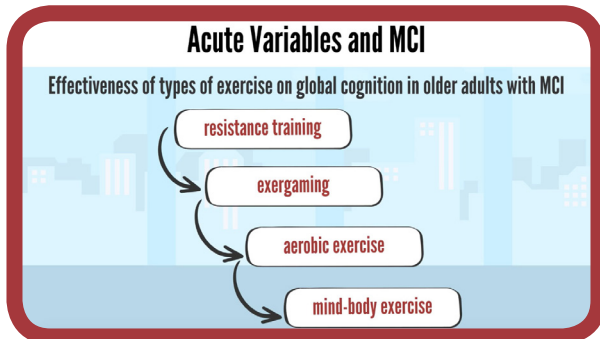 Acute Variables and MCI
Effectiveness of types of exercise on global cognition in older adults with MCI
resistance training
exergaming
aerobic exercise
mind-body exercise